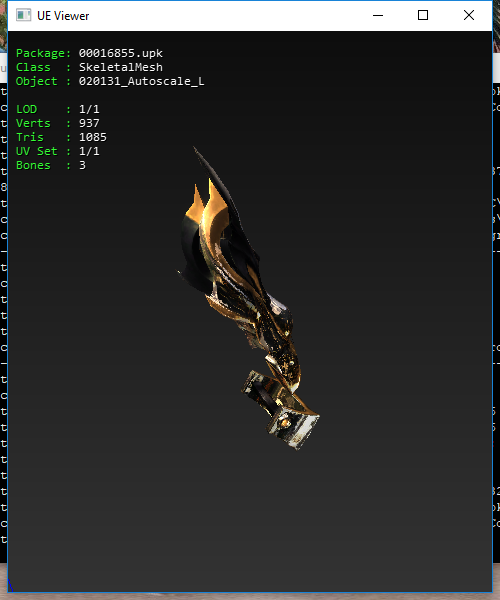 UE Viewer
Package: 00016855.upk
Class : SkeletalMesh
Object : 020131_Autoscale_L
LOD : 1/1
Verts : 937
Tris : 1085
UV Set : 1/1
Bones : 3